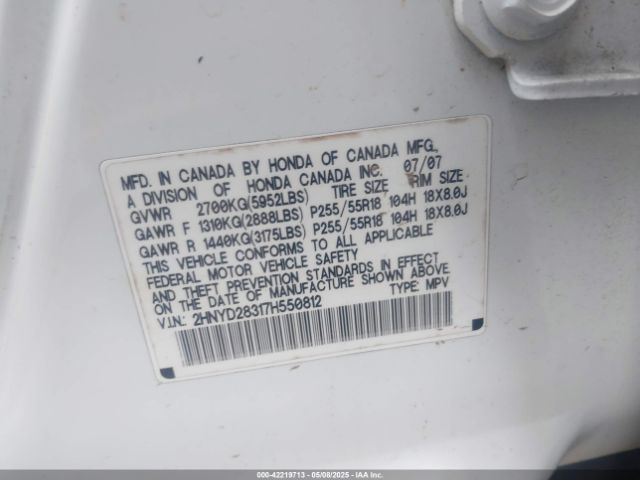 MFD. IN CANADA BY HONDA OF CANADA MFG.,
A DIVISION OF HONDA CANADA INC. 07/07
GVWR 2700KG(5952LBS) TIRE SIZE RIM SIZE
GAWR F 1310KG(2888LBS) P255/55R18 104H 18X8.0J
GAWR R 1440KG(3175LBS) P255/55R18 104H 18X8.0J
THIS VEHICLE CONFORMS TO ALL APPLICABLE
FEDERAL MOTOR VEHICLE SAFETY
AND THEFT PREVENTION STANDARDS IN EFFECT
ON THE DATE OF MANUFACTURE SHOWN ABOVE.
V.I.N.: 2HNYD28317H550812 TYPE: MPV
000-42219713 - 05/08/2025 - IAA Inc.